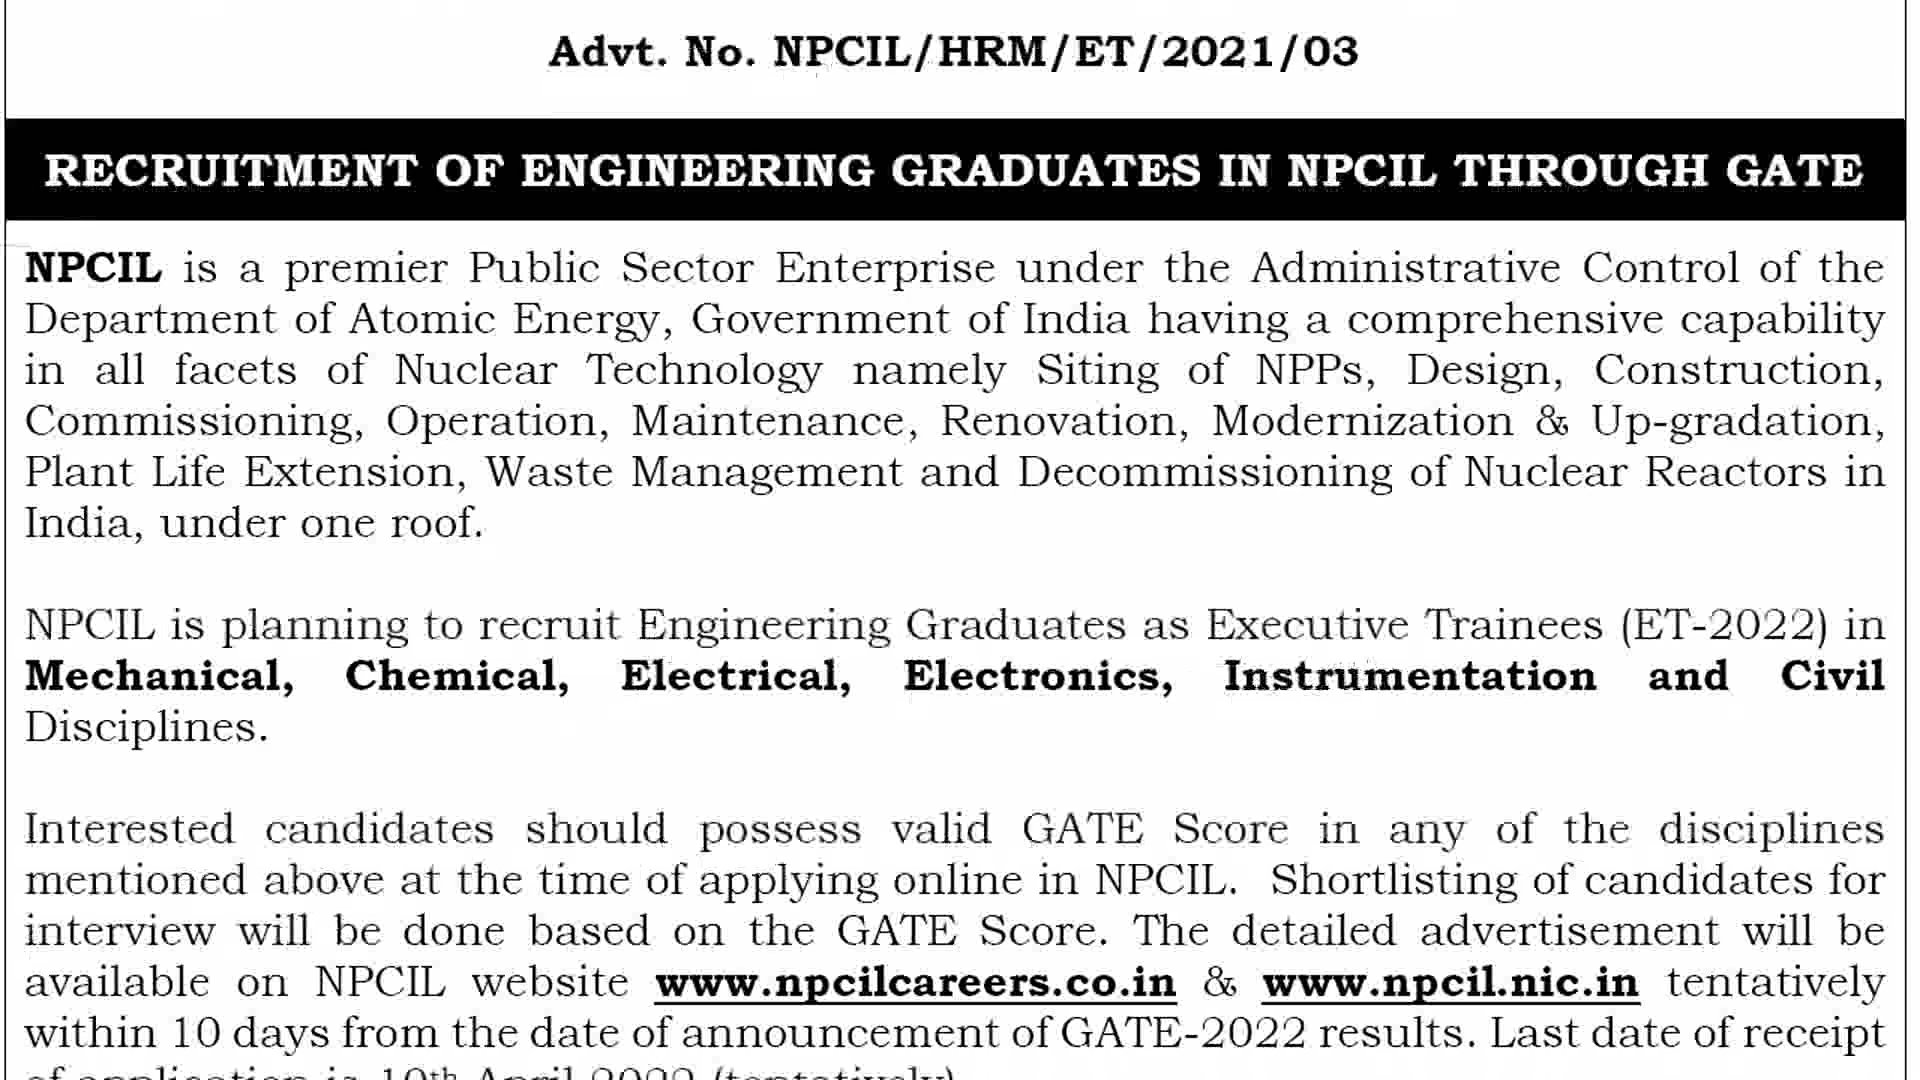 Advt. No. NPCIL/HRM/ET/2021/03
RECRUITMENT OF ENGINEERING GRADUATES IN NPCIL THROUGH GATE
NPCIL is a premier Public Sector Enterprise under the Administrative Control of the
Department of Atomic Energy, Government of India having a comprehensive capability
in all facets of Nuclear Technology namely Siting of NPPs, Design, Construction,
Commissioning, Operation, Maintenance, Renovation, Modernization & Up-gradation,
Plant Life Extension, Waste Management and Decommissioning of Nuclear Reactors in
India, under one roof.
NPCIL is planning to recruit Engineering Graduates as Executive Trainees (ET-2022) in
Mechanical, Chemical, Electrical, Electronics, Instrumentation and Civil
Disciplines.
Interested candidates should possess valid GATE Score in any of the disciplines
mentioned above at the time of applying online in NPCIL. Shortlisting of candidates for
interview will be done based on the GATE Score. The detailed advertisement will be
available on NPCIL website www.npcilcareers.co.in & www.npcil.nic.in tentatively
within 10 days from the date of announcement of GATE-2022 results. Last date of receipt
of application is 10th April 2022 (tentatively)